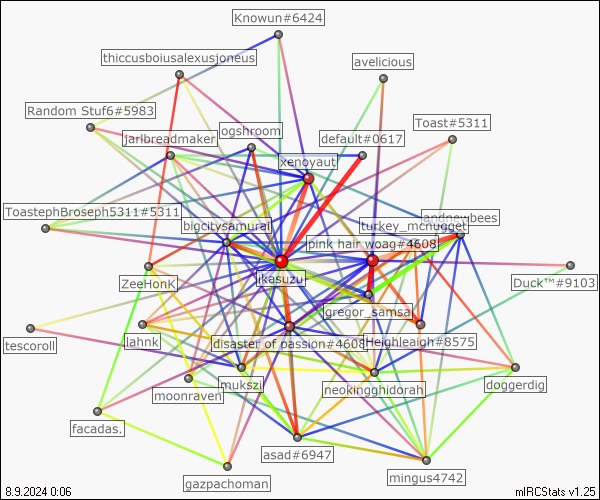 Knowun#6424
thiccusboiusalexusjoneus
avelicious
Random Stuf6#5983
Toast#5311
ogshroom
jarlbreadmaker
default#0617
xenoyaut
ToastephBroseph5311#5311
landnewbees
bigcitysamurai
turkey_mcnugget
pink hair woag#4608
ikasuzu
ZeeHonk
Duck™#9103
gregor_samsa
tescoroll
lahnk
disaster of passion#4608
Heighleaigh#8575
mukszi
neokingghidorah
doggerdig
moonraven
facadas.
asad#6947
mingus4742
gazpachoman
8.9.2024 0:06
mIRCStats v1.25